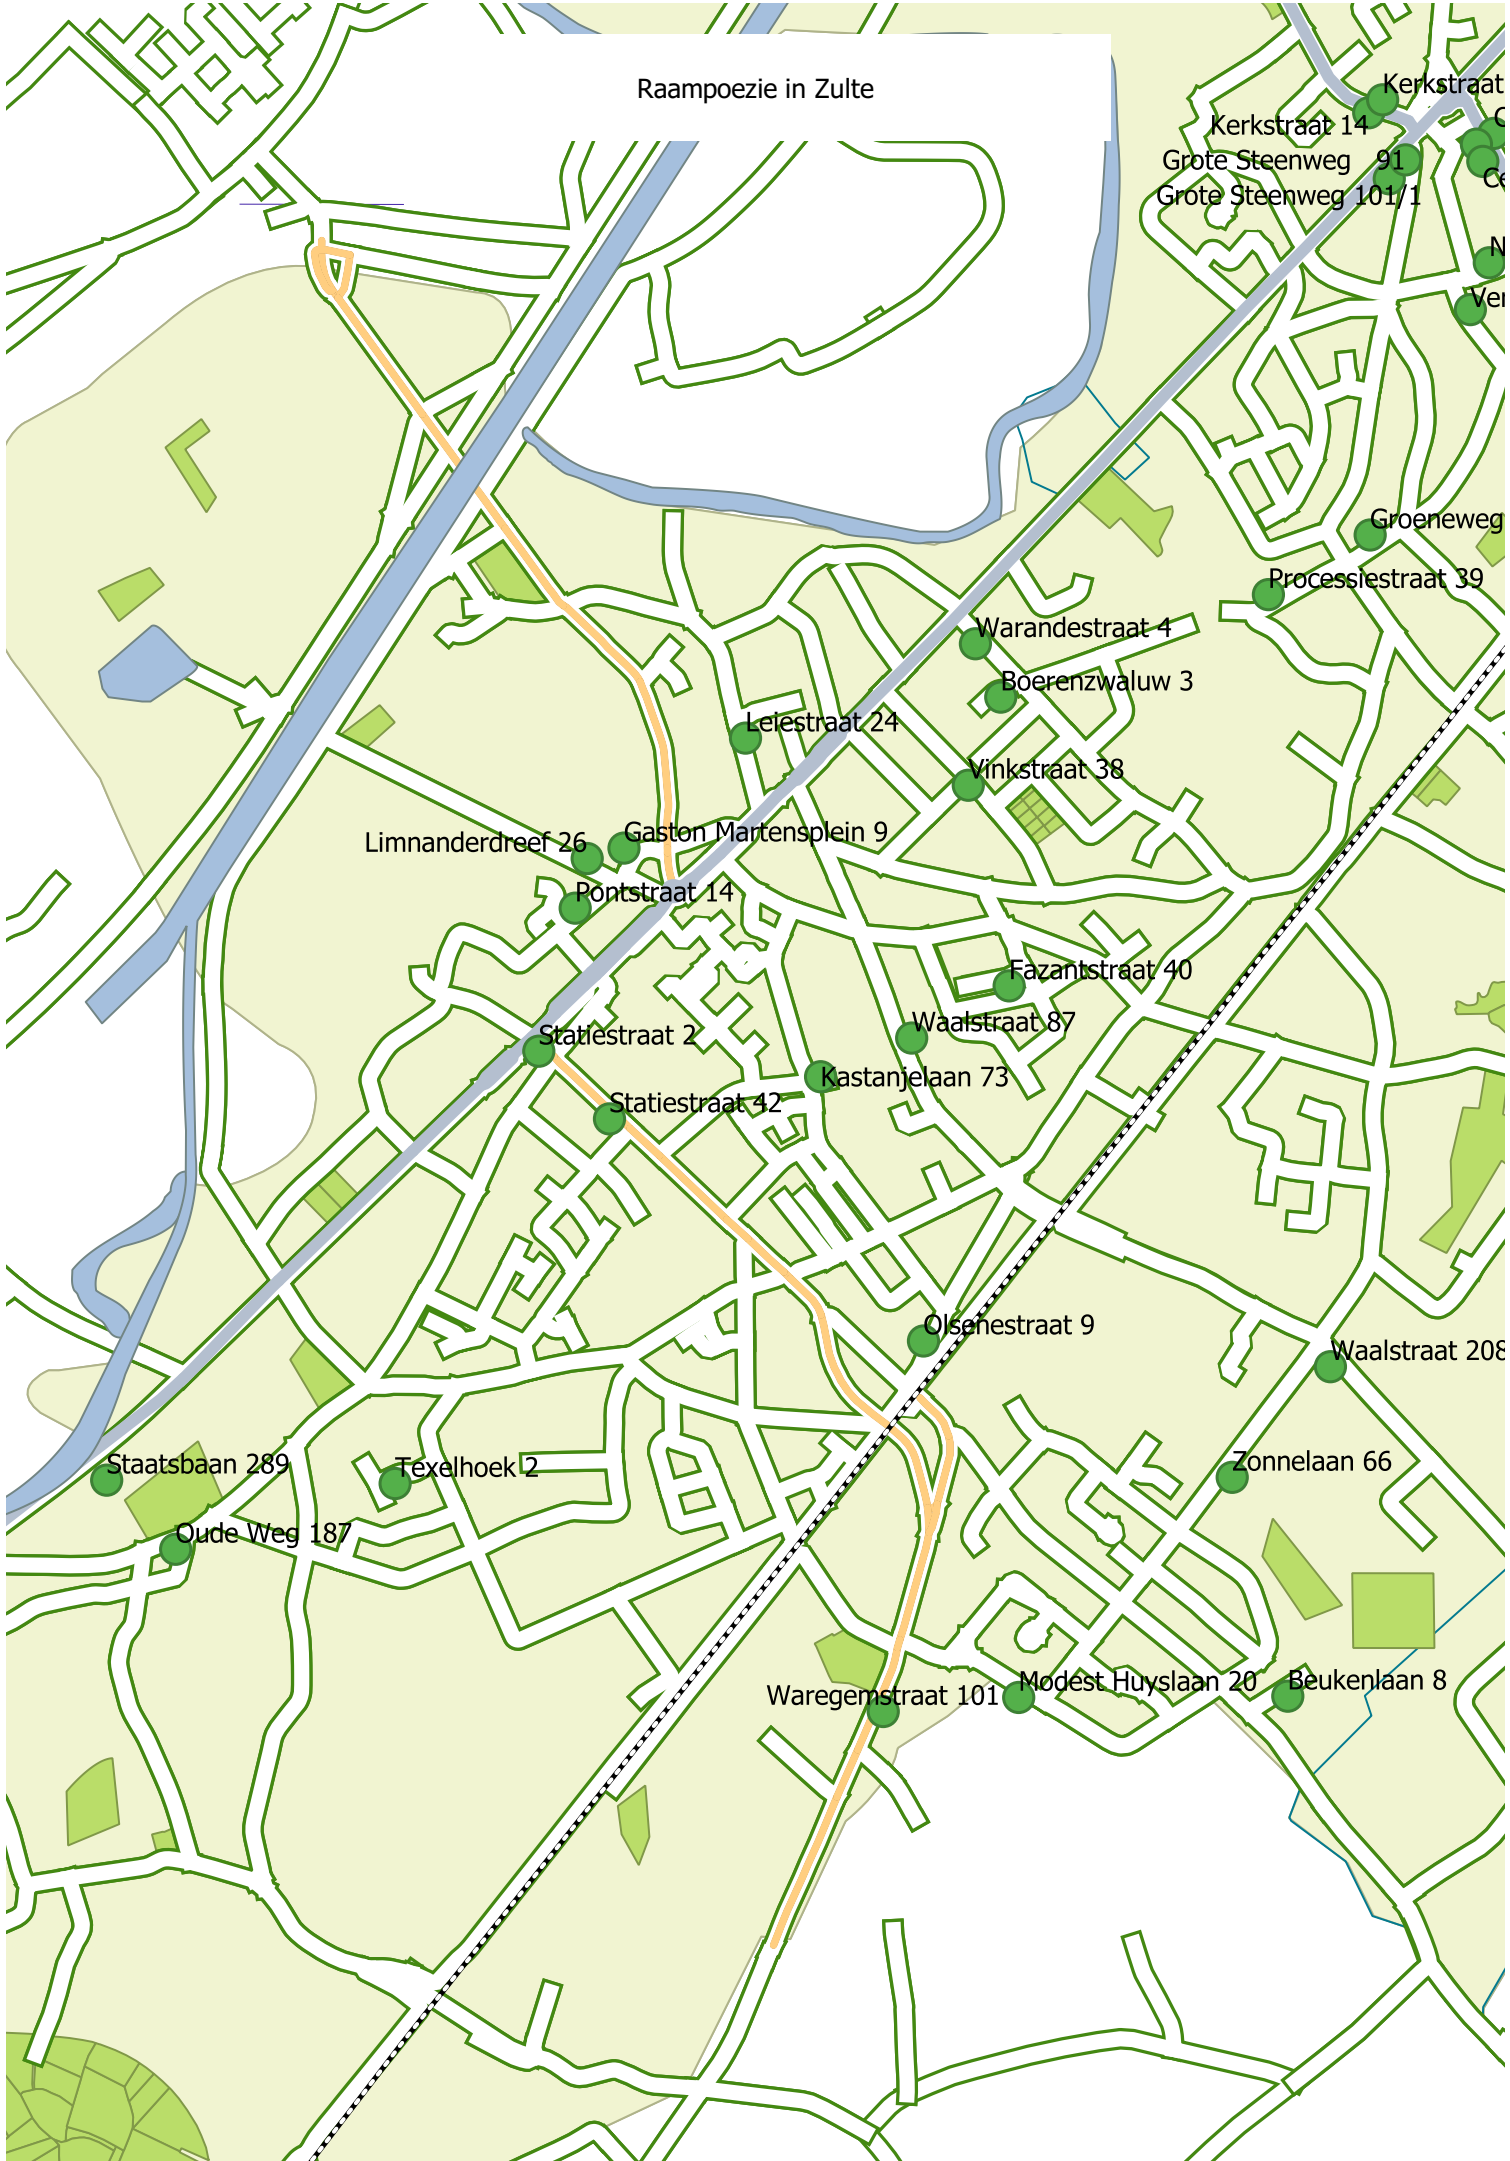 Raampoezie in Zulte
Kerkstraat
Kerkstraat 14
Grote Steenweg 91
Grote Steenweg 101/1
Groeneweg
Processiestraat 39
Warandestraat 4
Boerenzwaluw 3
Leiestraat 24
Vinkstraat 38
Gaston Martensplein 9
Limnanderdreef 26
Pontstraat 14
Fazantstraat 40
Waalstraat 87
Statiestraat 2
Kastanjelaan 73
Statiestraat 42
Olsenestraat 9
Waalstraat 208
Zonnelaan 66
Staatsbaan 289
Texelhoek 2
Oude Weg 187
Modest Huyslaan 20
Beukenlaan 8
Waregemstraat 101